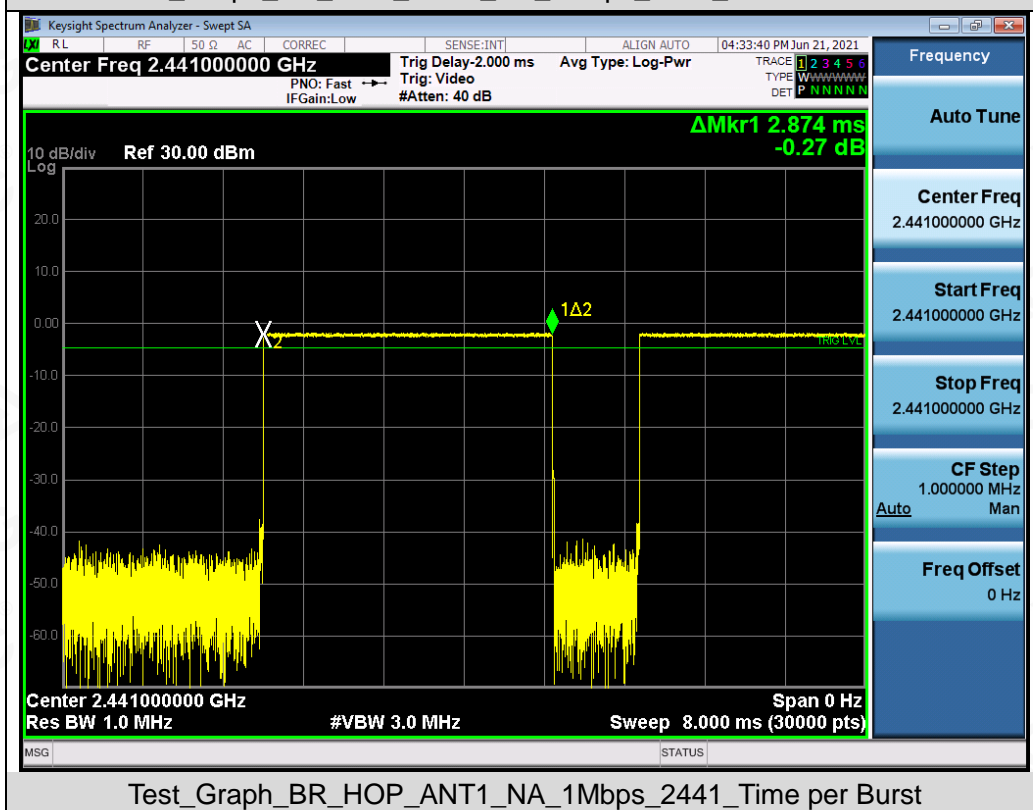 Keysight Spectrum Analyzer - Swept SA
LXI RL RF 50 Ω AC CORREC SENSE:INT ALIGN AUTO 04:33:40 PM Jun 21, 2021
Center Freq 2.441000000 GHz
PNO: Fast
IFGain:Low
Trig Delay-2.000 ms
Trig: Video
#Atten: 40 dB
Avg Type: Log-Pwr
TRACE 1 2 3 4 5 6
TYPE WWWWWW
DET P N N N N N
ΔMkr1 2.874 ms
-0.27 dB
10 dB/div Ref 30.00 dBm
Log
20.0
10.0
0.00
-10.0
-20.0
-30.0
-40.0
-50.0
-60.0
1Δ2
2
TRIG LVL
Center 2.441000000 GHz Span 0 Hz
Res BW 1.0 MHz #VBW 3.0 MHz Sweep 8.000 ms (30000 pts)
MSG STATUS
Frequency
Auto Tune
Center Freq
2.441000000 GHz
Start Freq
2.441000000 GHz
Stop Freq
2.441000000 GHz
CF Step
1.000000 MHz
Auto Man
Freq Offset
0 Hz
Test_Graph_BR_HOP_ANT1_NA_1Mbps_2441_Time per Burst